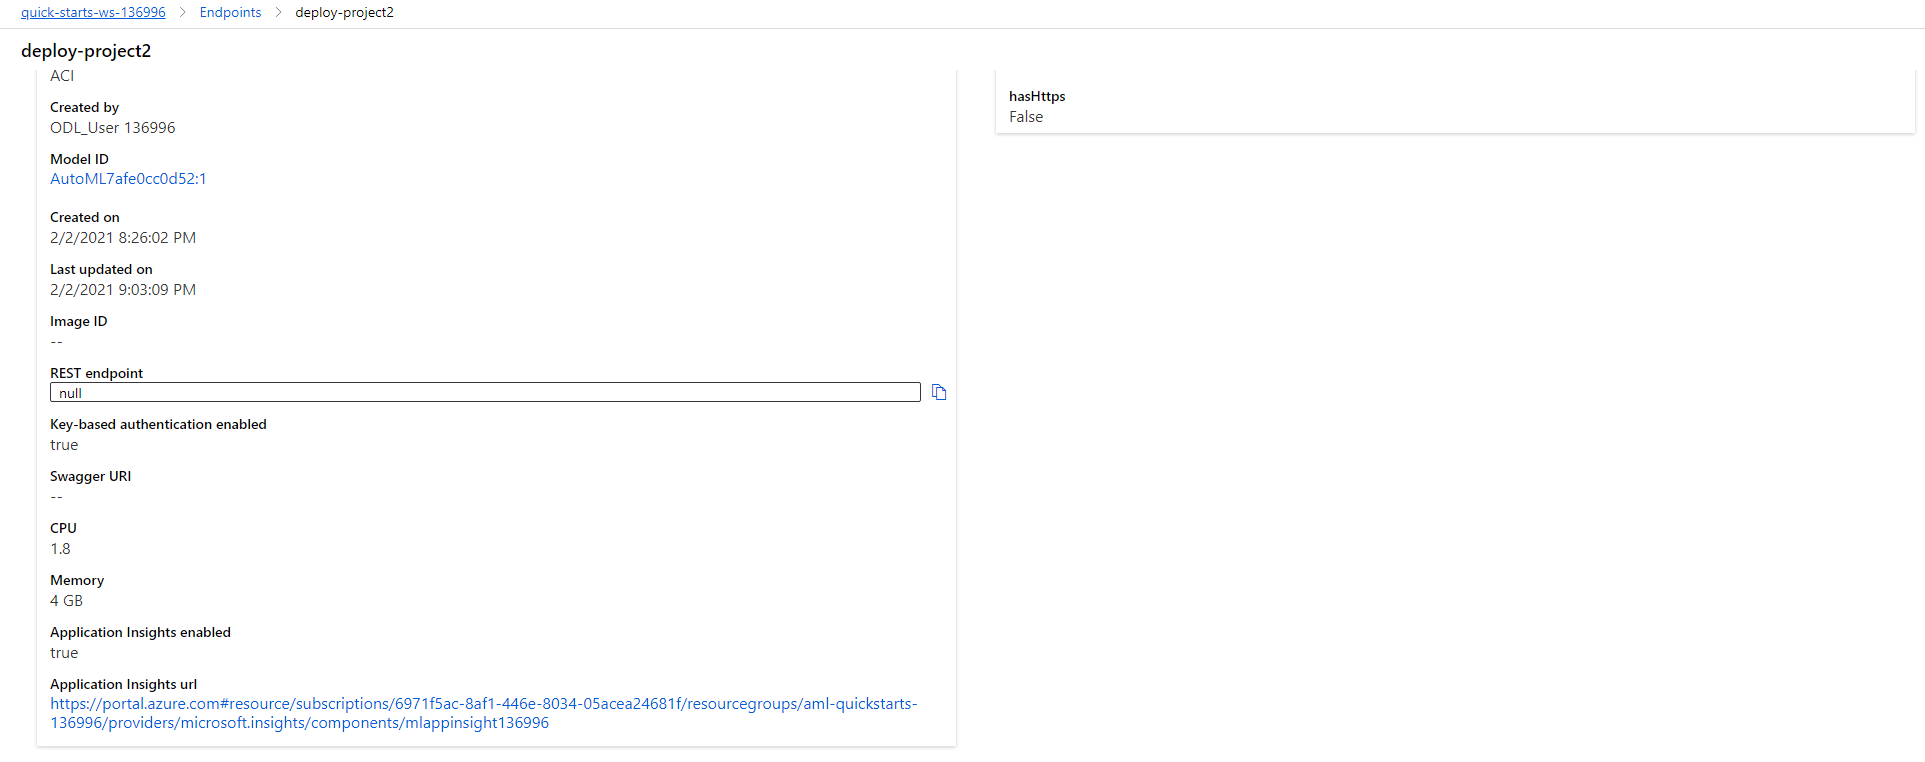 quick-starts-ws-136996 > Endpoints > deploy-project2
deploy-project2
ACI
Created by
ODL_User 136996
Model ID
AutoML7afe0cc0d52:1
Created on
2/2/2021 8:26:02 PM
Last updated on
2/2/2021 9:03:09 PM
Image ID
--
REST endpoint
null
Key-based authentication enabled
true
Swagger URI
--
CPU
1.8
Memory
4 GB
Application Insights enabled
true
Application Insights url
https://portal.azure.com#resource/subscriptions/6971f5ac-8af1-446e-8034-05acea24681f/resourcegroups/aml-quickstarts-
136996/providers/microsoft.insights/components/mlappinsight136996
hasHttps
False